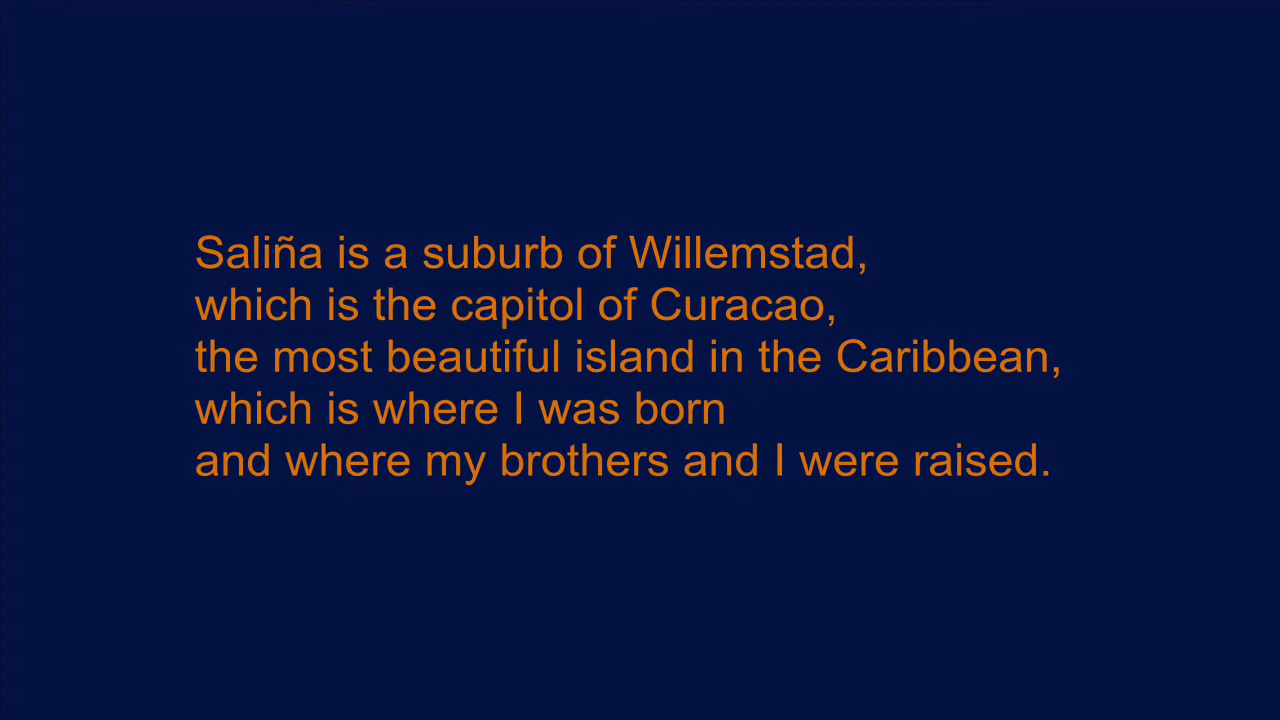 Saliña is a suburb of Willemstad,
which is the capitol of Curacao,
the most beautiful island in the Caribbean,
which is where I was born
and where my brothers and I were raised.